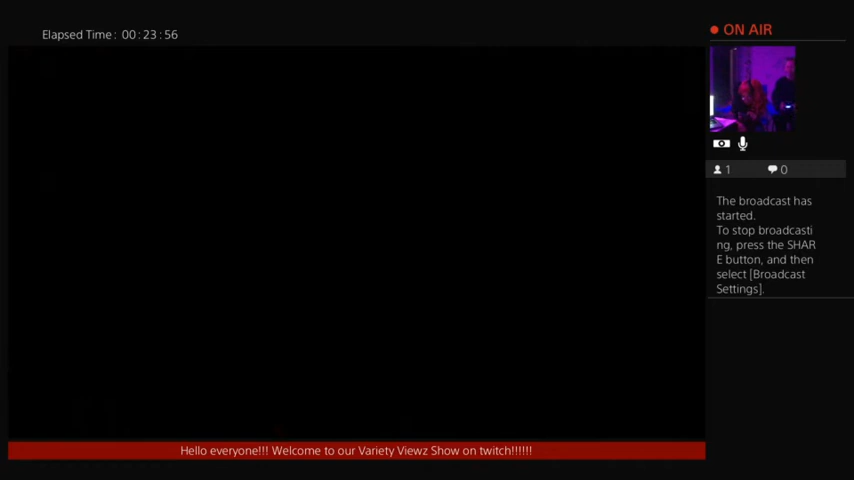 Elapsed Time: 00:23:56
ON AIR
1 0
The broadcast has
started.
To stop broadcasti
ng, press the SHAR
E button, and then
select [Broadcast
Settings].
Hello everyone!!! Welcome to our Variety Viewz Show on twitch!!!!!!